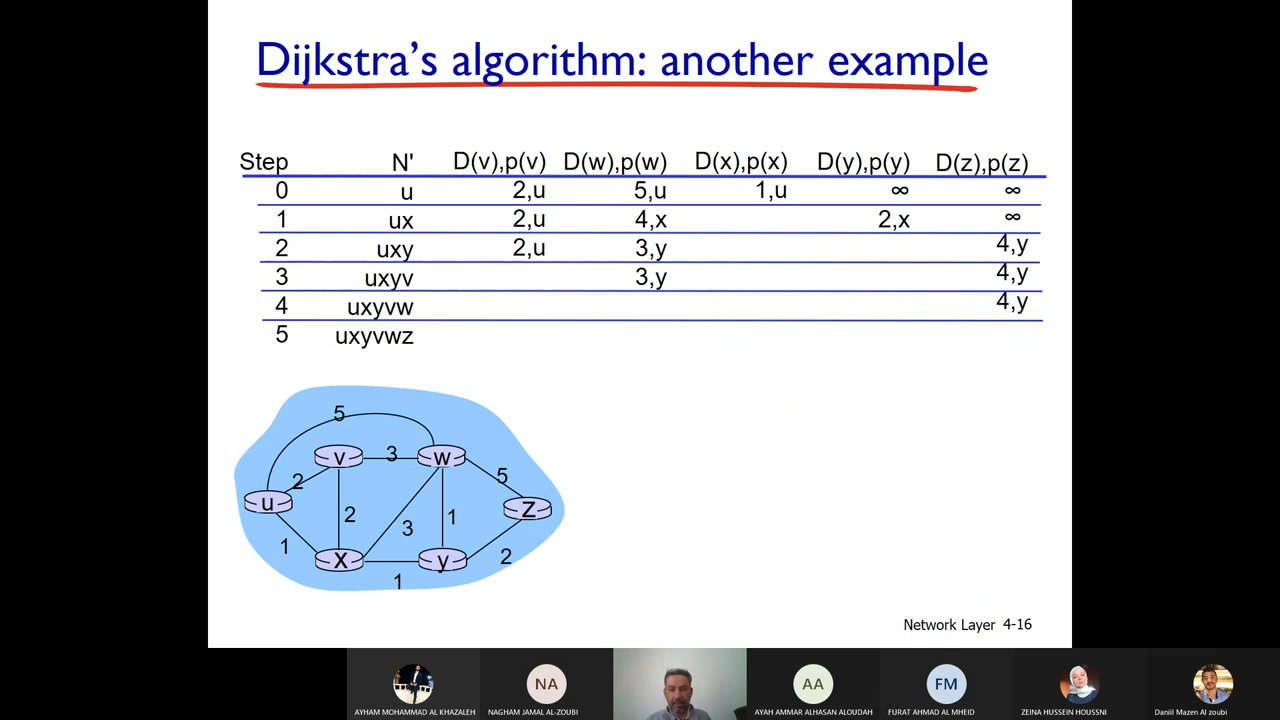 Dijkstra's algorithm: another example
Step N' D(v),p(v) D(w),p(w) D(x),p(x) D(y),p(y) D(z),p(z)
0 u 2,u 5,u 1,u ∞ ∞
1 ux 2,u 4,x 2,x ∞
2 uxy 2,u 3,y 4,y
3 uxyv 3,y 4,y
4 uxyvw 4,y
5 uxyvwz
5
v 3 w
2 5
u 2 3 1 z
1 2
x y
1
Network Layer 4-16
NA AA FM
AYHAM MOHAMMAD AL KHAZALEH NAGHAM JAMAL AL-ZOUBI AYAH AMMAR ALHASAN ALOUDAH FURAT AHMAD AL MHEID ZEINA HUSSEIN HOUSSNI Daniil Mazen Al zoubi